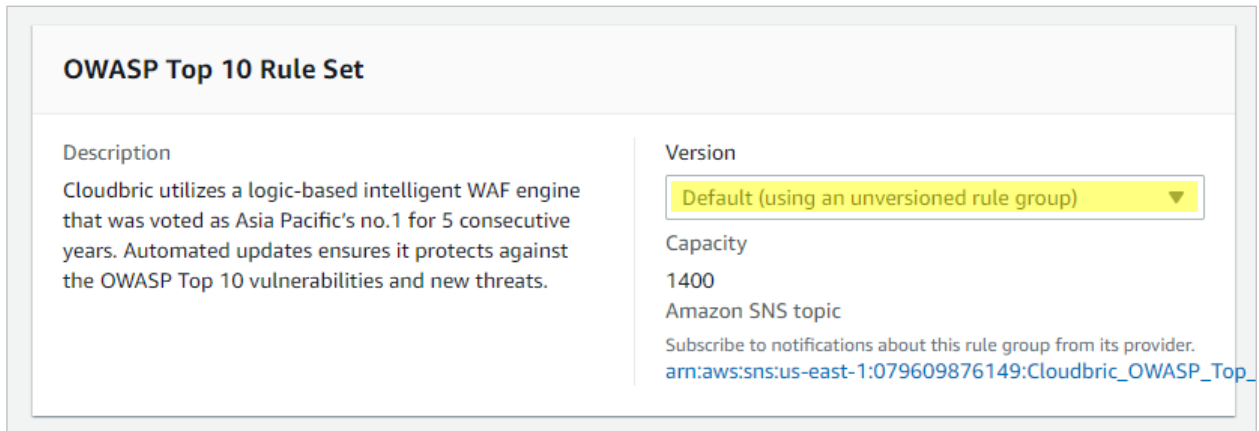 OWASP Top 10 Rule Set
Description
Cloudbric utilizes a logic-based intelligent WAF engine
that was voted as Asia Pacific's no.1 for 5 consecutive
years. Automated updates ensures it protects against
the OWASP Top 10 vulnerabilities and new threats.
Version
Default (using an unversioned rule group)
Capacity
1400
Amazon SNS topic
Subscribe to notifications about this rule group from its provider.
arn:aws:sns:us-east-1:079609876149:Cloudbric_OWASP_Top_